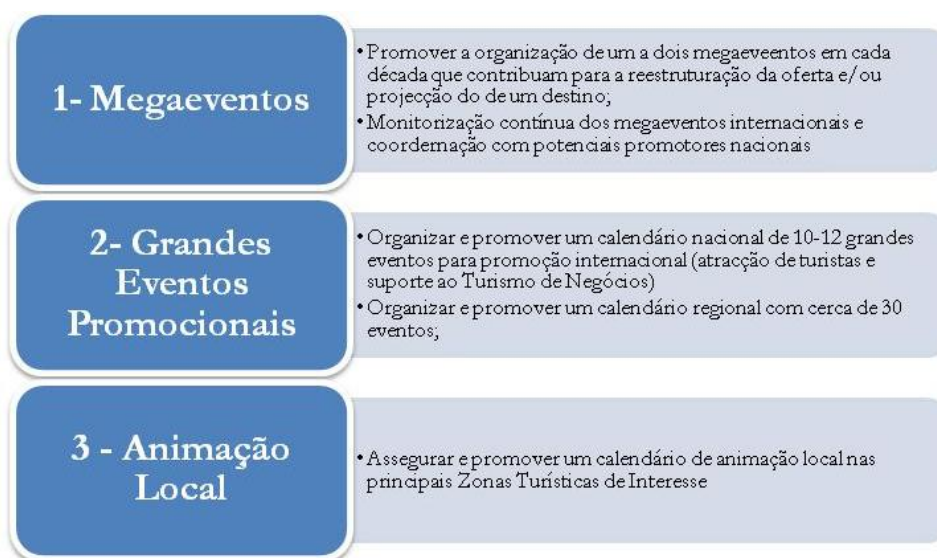 1- Megaeventos
• Promover a organização de um a dois megaeveentos em cada
década que contribuam para a reestruturação da oferta e/ou
projecção do de um destino;
• Monitorização contínua dos megaeventos internacionais e
coordernação com potenciais promotores nacionais
2- Grandes
Eventos
Promocionais
• Organizar e promover um calendário nacional de 10-12 grandes
eventos para promoção internacional (atracção de turistas e
suporte ao Turismo de Negócios)
• Organizar e promover um calendário regional com cerca de 30
eventos;
3 - Animação
Local
• Assegurar e promover um calendário de animação local nas
principais Zonas Turísticas de Interesse